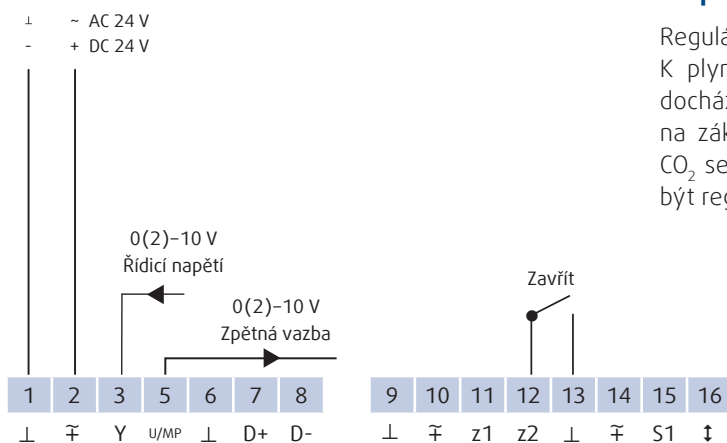 ⊥ ~ AC 24 V
- + DC 24 V
Regulá
K plyn
docház
na zák
CO₂ se
být reg
0(2)–10 V
Řídicí napětí
0(2)–10 V
Zpětná vazba
Zavřít
1 2 3 5 6 7 8 9 10 11 12 13 14 15 16
⊥ ∓ Y U/MP ⊥ D+ D- ⊥ ∓ z1 z2 ⊥ ∓ S1 ↕